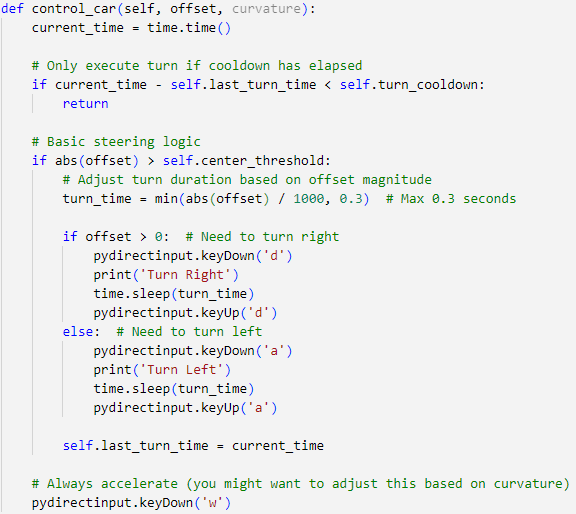 def control_car(self, offset, curvature):
    current_time = time.time()

    # Only execute turn if cooldown has elapsed
    if current_time - self.last_turn_time < self.turn_cooldown:
        return

    # Basic steering logic
    if abs(offset) > self.center_threshold:
        # Adjust turn duration based on offset magnitude
        turn_time = min(abs(offset) / 1000, 0.3)  # Max 0.3 seconds

        if offset > 0:  # Need to turn right
            pydirectinput.keyDown('d')
            print('Turn Right')
            time.sleep(turn_time)
            pydirectinput.keyUp('d')
        else:  # Need to turn left
            pydirectinput.keyDown('a')
            print('Turn Left')
            time.sleep(turn_time)
            pydirectinput.keyUp('a')

        self.last_turn_time = current_time

    # Always accelerate (you might want to adjust this based on curvature)
    pydirectinput.keyDown('w')